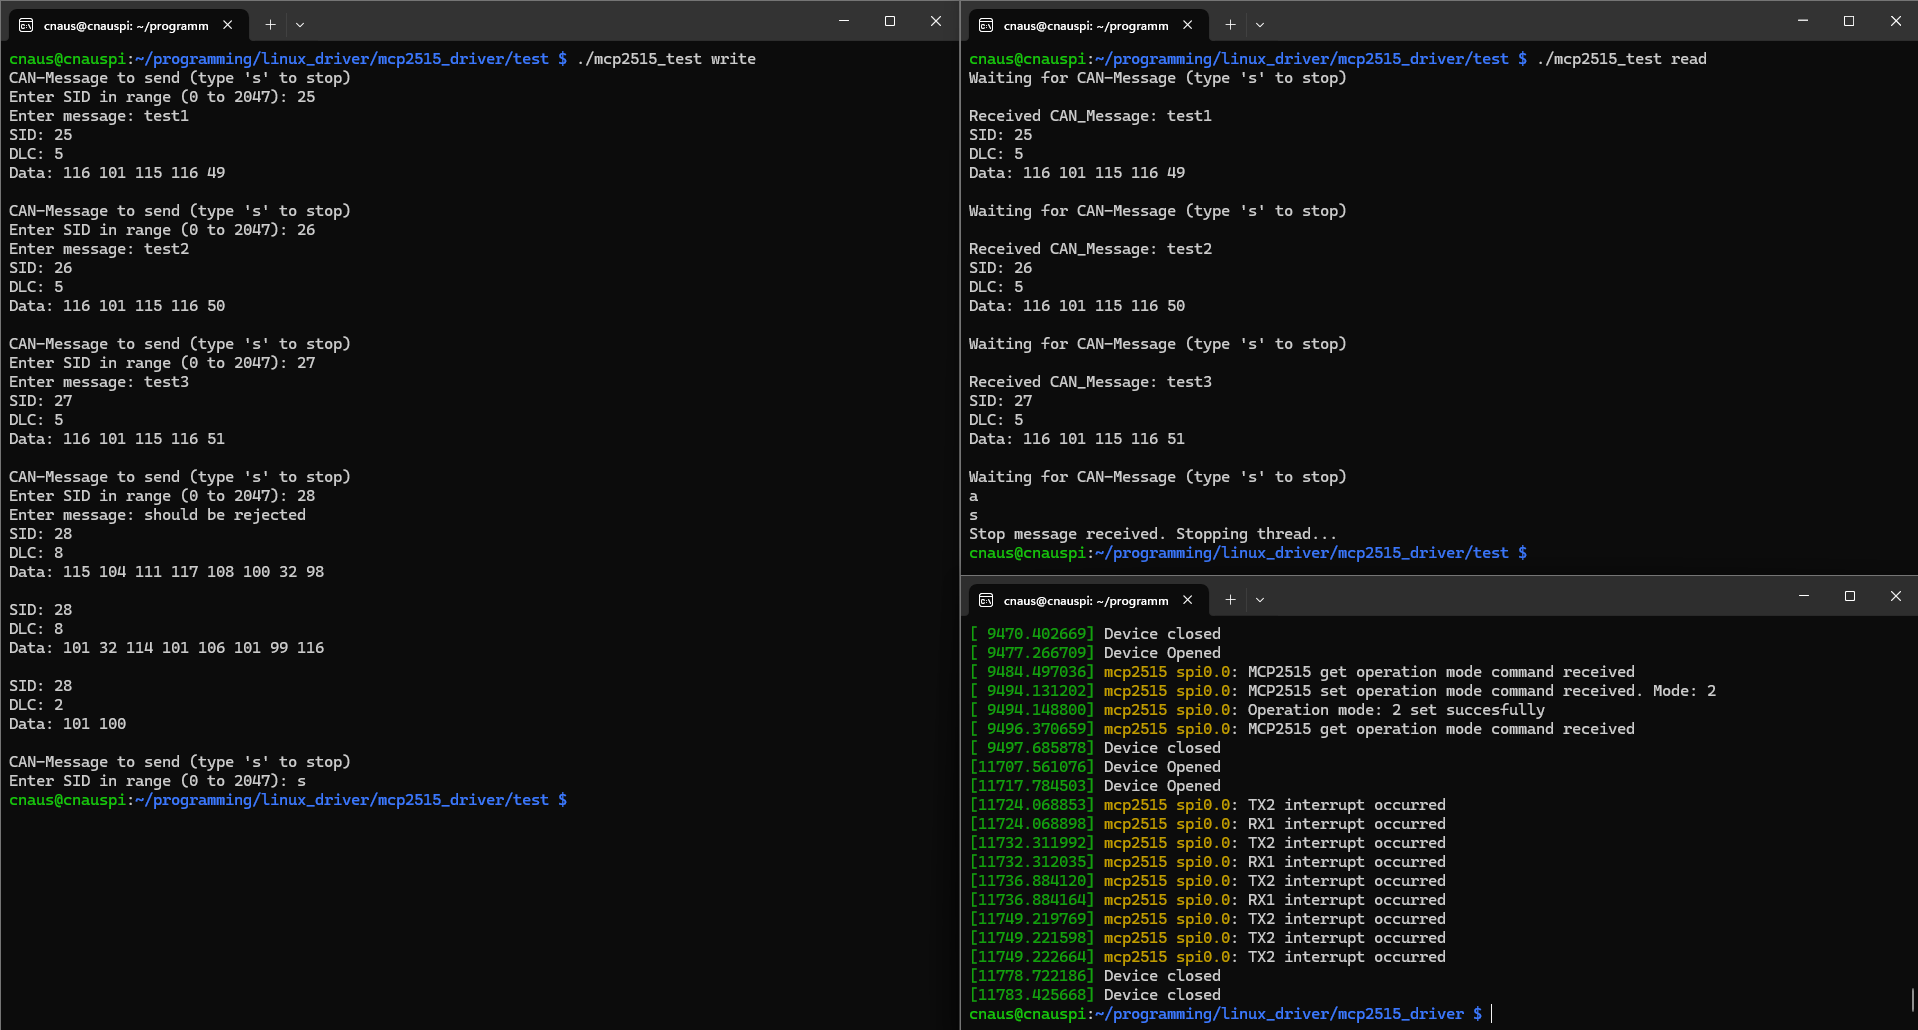 cnaus@cnauspi: ~/programm
cnaus@cnauspi:~/programming/linux_driver/mcp2515_driver/test $ ./mcp2515_test write
CAN-Message to send (type 's' to stop)
Enter SID in range (0 to 2047): 25
Enter message: test1
SID: 25
DLC: 5
Data: 116 101 115 116 49
CAN-Message to send (type 's' to stop)
Enter SID in range (0 to 2047): 26
Enter message: test2
SID: 26
DLC: 5
Data: 116 101 115 116 50
CAN-Message to send (type 's' to stop)
Enter SID in range (0 to 2047): 27
Enter message: test3
SID: 27
DLC: 5
Data: 116 101 115 116 51
CAN-Message to send (type 's' to stop)
Enter SID in range (0 to 2047): 28
Enter message: should be rejected
SID: 28
DLC: 8
Data: 115 104 111 117 108 100 32 98
SID: 28
DLC: 8
Data: 101 32 114 101 106 101 99 116
SID: 28
DLC: 2
Data: 101 100
CAN-Message to send (type 's' to stop)
Enter SID in range (0 to 2047): s
cnaus@cnauspi:~/programming/linux_driver/mcp2515_driver/test $
cnaus@cnauspi: ~/programm
cnaus@cnauspi:~/programming/linux_driver/mcp2515_driver/test $ ./mcp2515_test read
Waiting for CAN-Message (type 's' to stop)
Received CAN_Message: test1
SID: 25
DLC: 5
Data: 116 101 115 116 49
Waiting for CAN-Message (type 's' to stop)
Received CAN_Message: test2
SID: 26
DLC: 5
Data: 116 101 115 116 50
Waiting for CAN-Message (type 's' to stop)
Received CAN_Message: test3
SID: 27
DLC: 5
Data: 116 101 115 116 51
Waiting for CAN-Message (type 's' to stop)
a
s
Stop message received. Stopping thread...
cnaus@cnauspi:~/programming/linux_driver/mcp2515_driver/test $
cnaus@cnauspi: ~/programm
[ 9470.402669] Device closed
[ 9477.266709] Device Opened
[ 9484.497036] mcp2515 spi0.0: MCP2515 get operation mode command received
[ 9494.131202] mcp2515 spi0.0: MCP2515 set operation mode command received. Mode: 2
[ 9494.148800] mcp2515 spi0.0: Operation mode: 2 set succesfully
[ 9496.370659] mcp2515 spi0.0: MCP2515 get operation mode command received
[ 9497.685878] Device closed
[11707.561076] Device Opened
[11717.784503] Device Opened
[11724.068853] mcp2515 spi0.0: TX2 interrupt occurred
[11724.068898] mcp2515 spi0.0: RX1 interrupt occurred
[11732.311992] mcp2515 spi0.0: TX2 interrupt occurred
[11732.312035] mcp2515 spi0.0: RX1 interrupt occurred
[11736.884120] mcp2515 spi0.0: TX2 interrupt occurred
[11736.884164] mcp2515 spi0.0: RX1 interrupt occurred
[11749.219769] mcp2515 spi0.0: TX2 interrupt occurred
[11749.221598] mcp2515 spi0.0: TX2 interrupt occurred
[11749.222664] mcp2515 spi0.0: TX2 interrupt occurred
[11778.722186] Device closed
[11783.425668] Device closed
cnaus@cnauspi:~/programming/linux_driver/mcp2515_driver $